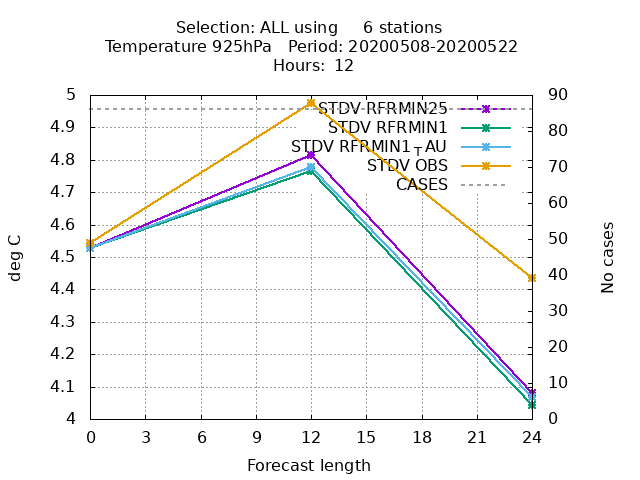 Selection: ALL using 6 stations
Temperature 925hPa Period: 20200508-20200522
Hours: 12
5
4.9
4.8
4.7
4.6
4.5
4.4
4.3
4.2
4.1
4
deg C
STDV RFRMIN25
STDV RFRMIN1
STDV RFRMIN1TAU
STDV OBS
CASES
90
80
70
60
50
40
30
20
10
0
No cases
0 3 6 9 12 15 18 21 24
Forecast length